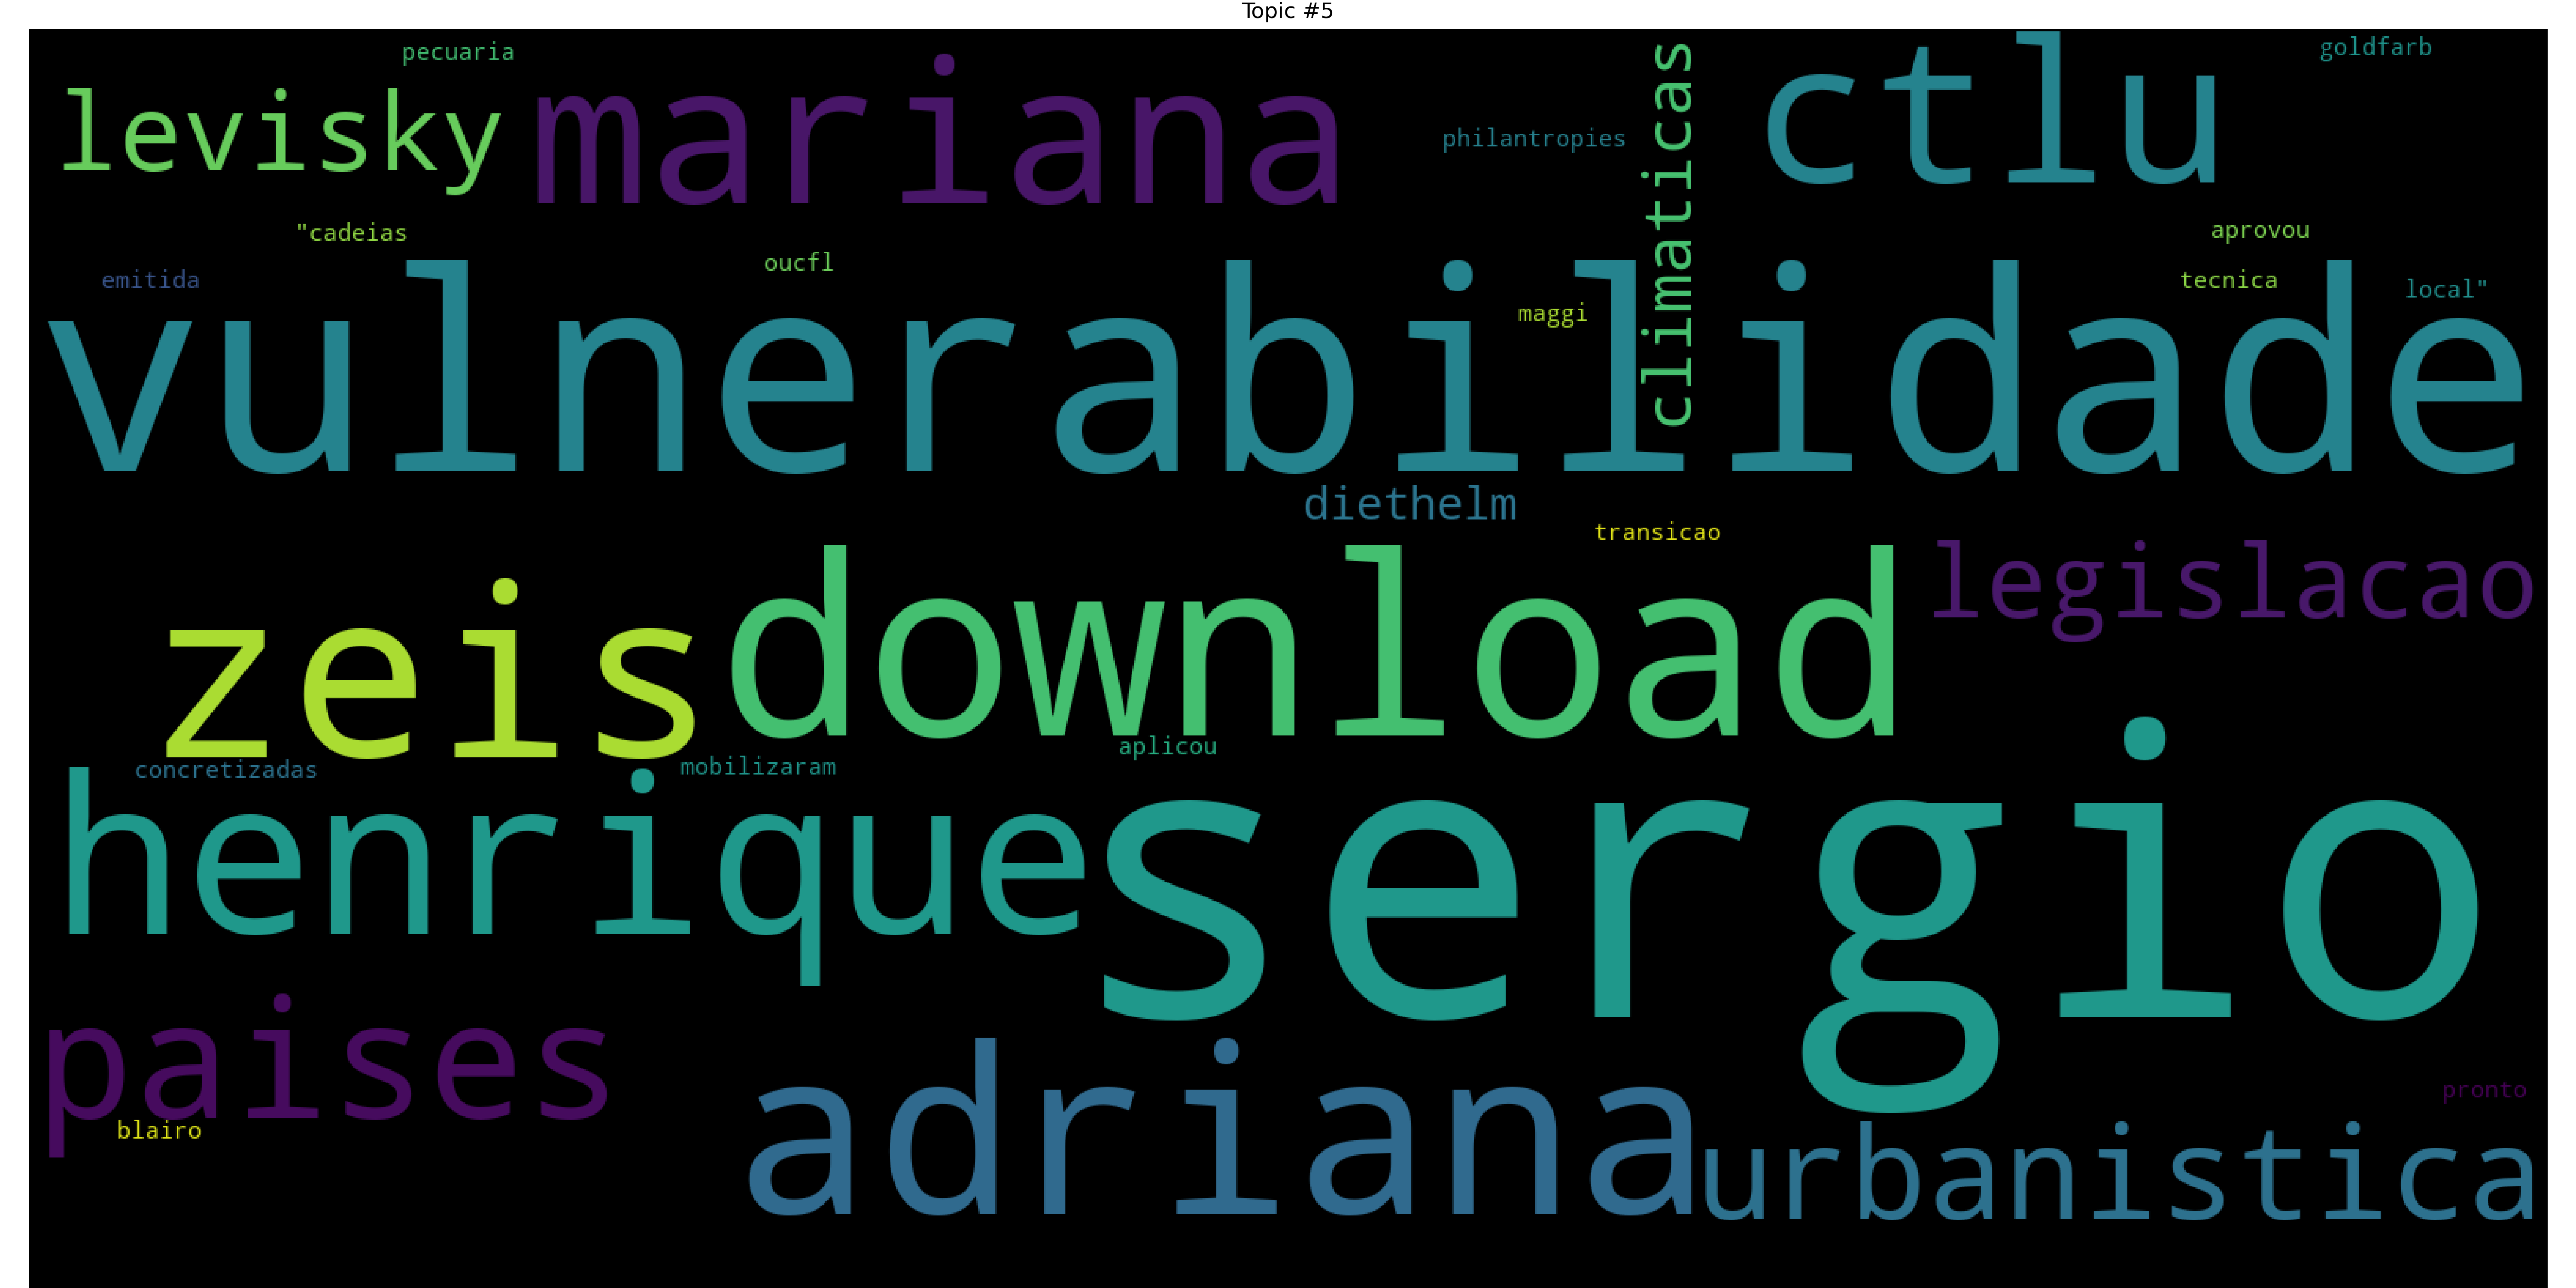 Topic #5
pecuaria
goldfarb
levisky
mariana
philantropies
climaticas
ctlu
"cadeias
aprovou
emitida
oucfl
tecnica
local"
maggi
vulnerabilidade
diethelm
transicao
legislacao
zeis
download
aplicou
concretizadas
mobilizaram
henrique
sergio
paises
blairo
adriana
pronto
urbanistica